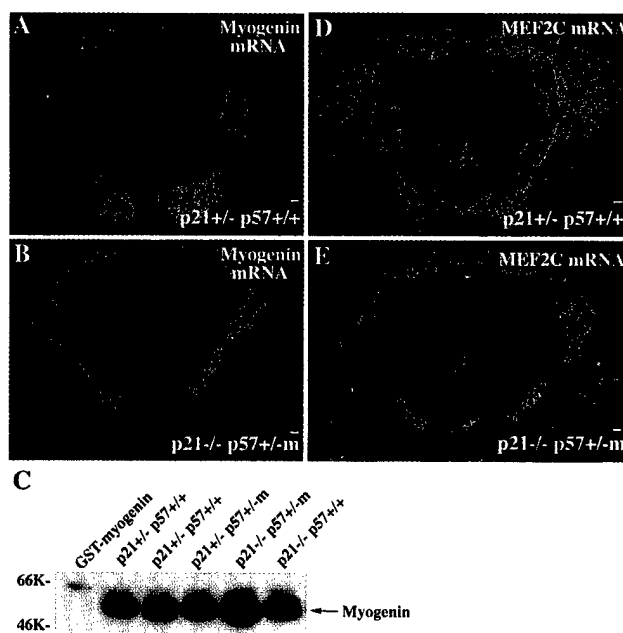 A
Myogenin
mRNA
p21+/- p57+/+
D
MEF2C mRNA
p21+/- p57+/+
B
Myogenin
mRNA
p21-/- p57+/-m
E
MEF2C mRNA
p21-/- p57+/-m
C
GST-myogenin
p21+/- p57+/+
p21+/- p57+/+
p21+/- p57+/-m
p21-/- p57+/-m
p21-/- p57+/+
66K-
46K-
Myogenin